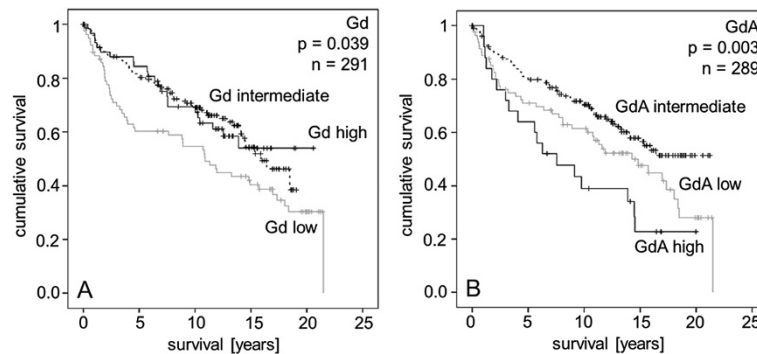 Gd
p = 0.039
n = 291
1
0.8
0.6
0.4
0.2
0.0
cumulative survival
Gd intermediate
Gd high
Gd low
A
0 5 10 15 20 25
survival [years]
GdA
p = 0.003
n = 289
1
0.8
0.6
0.4
0.2
0.0
cumulative survival
GdA intermediate
GdA low
GdA high
B
0 5 10 15 20 25
survival [years]